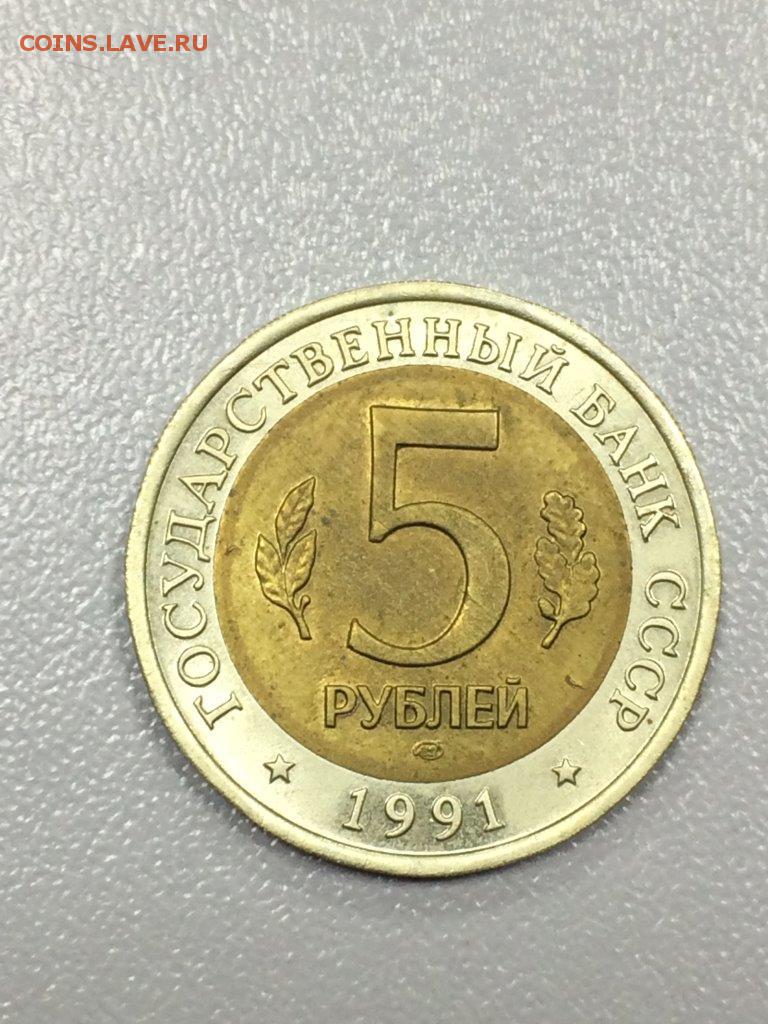 COINS.LAVE.RU
ГОСУДАРСТВЕННЫЙ БАНК СССР
5
РУБЛЕЙ
1991